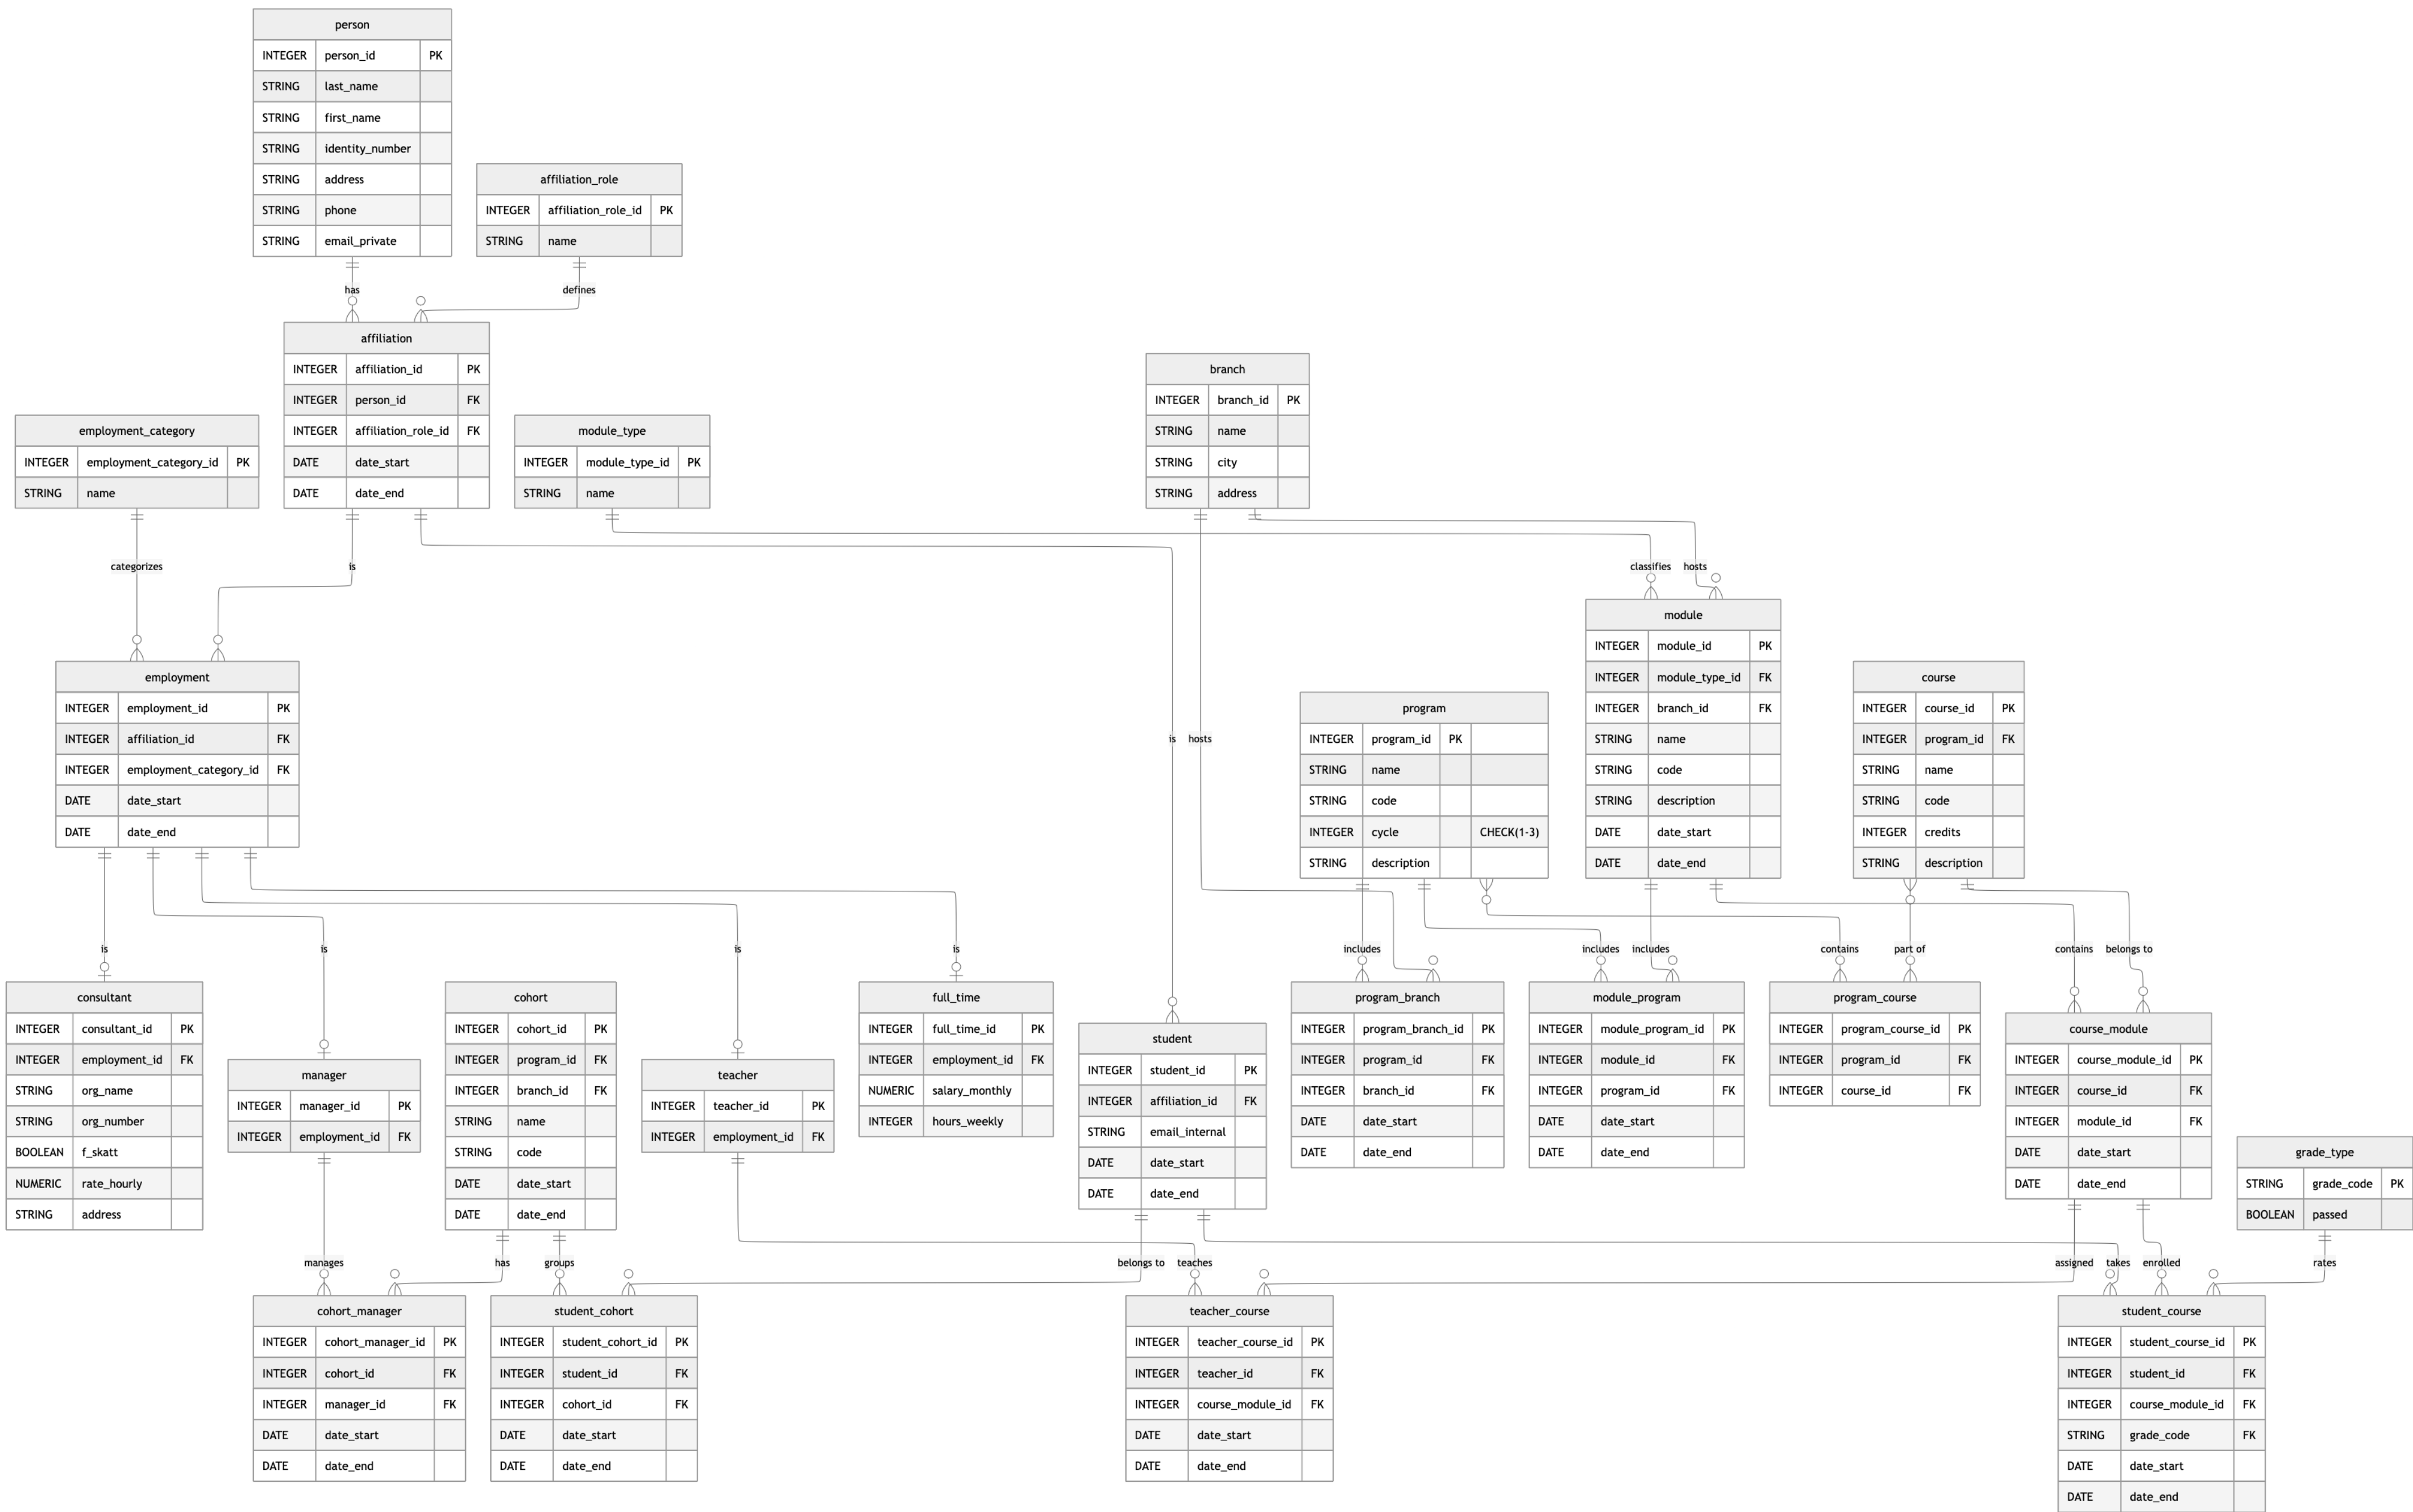 person
INTEGER person_id PK
STRING last_name
STRING first_name
STRING identity_number
STRING address
STRING phone
STRING email_private
affiliation_role
INTEGER affiliation_role_id PK
STRING name
has
defines
affiliation
INTEGER affiliation_id PK
INTEGER person_id FK
INTEGER affiliation_role_id FK
DATE date_start
DATE date_end
branch
INTEGER branch_id PK
STRING name
STRING city
STRING address
employment_category
INTEGER employment_category_id PK
STRING name
module_type
INTEGER module_type_id PK
STRING name
categorizes
is
classifies
hosts
module
INTEGER module_id PK
INTEGER module_type_id FK
INTEGER branch_id FK
STRING name
STRING code
STRING description
DATE date_start
DATE date_end
employment
INTEGER employment_id PK
INTEGER affiliation_id FK
INTEGER employment_category_id FK
DATE date_start
DATE date_end
is
hosts
program
INTEGER program_id PK
STRING name
STRING code
INTEGER cycle CHECK(1-3)
STRING description
course
INTEGER course_id PK
INTEGER program_id FK
STRING name
STRING code
INTEGER credits
STRING description
is
is
is
is
includes
includes
includes
contains
part of
contains
belongs to
consultant
INTEGER consultant_id PK
INTEGER employment_id FK
STRING org_name
STRING org_number
BOOLEAN f_skatt
NUMERIC rate_hourly
STRING address
manager
INTEGER manager_id PK
INTEGER employment_id FK
cohort
INTEGER cohort_id PK
INTEGER program_id FK
INTEGER branch_id FK
STRING name
STRING code
DATE date_start
DATE date_end
teacher
INTEGER teacher_id PK
INTEGER employment_id FK
full_time
INTEGER full_time_id PK
INTEGER employment_id FK
NUMERIC salary_monthly
INTEGER hours_weekly
student
INTEGER student_id PK
INTEGER affiliation_id FK
STRING email_internal
DATE date_start
DATE date_end
program_branch
INTEGER program_branch_id PK
INTEGER program_id FK
INTEGER branch_id FK
DATE date_start
DATE date_end
module_program
INTEGER module_program_id PK
INTEGER module_id FK
INTEGER program_id FK
DATE date_start
DATE date_end
program_course
INTEGER program_course_id PK
INTEGER program_id FK
INTEGER course_id FK
course_module
INTEGER course_module_id PK
INTEGER course_id FK
INTEGER module_id FK
DATE date_start
DATE date_end
grade_type
STRING grade_code PK
BOOLEAN passed
manages
has
groups
belongs to
teaches
assigned
takes
enrolled
rates
cohort_manager
INTEGER cohort_manager_id PK
INTEGER cohort_id FK
INTEGER manager_id FK
DATE date_start
DATE date_end
student_cohort
INTEGER student_cohort_id PK
INTEGER student_id FK
INTEGER cohort_id FK
DATE date_start
DATE date_end
teacher_course
INTEGER teacher_course_id PK
INTEGER teacher_id FK
INTEGER course_module_id FK
DATE date_start
DATE date_end
student_course
INTEGER student_course_id PK
INTEGER student_id FK
INTEGER course_module_id FK
STRING grade_code FK
DATE date_start
DATE date_end